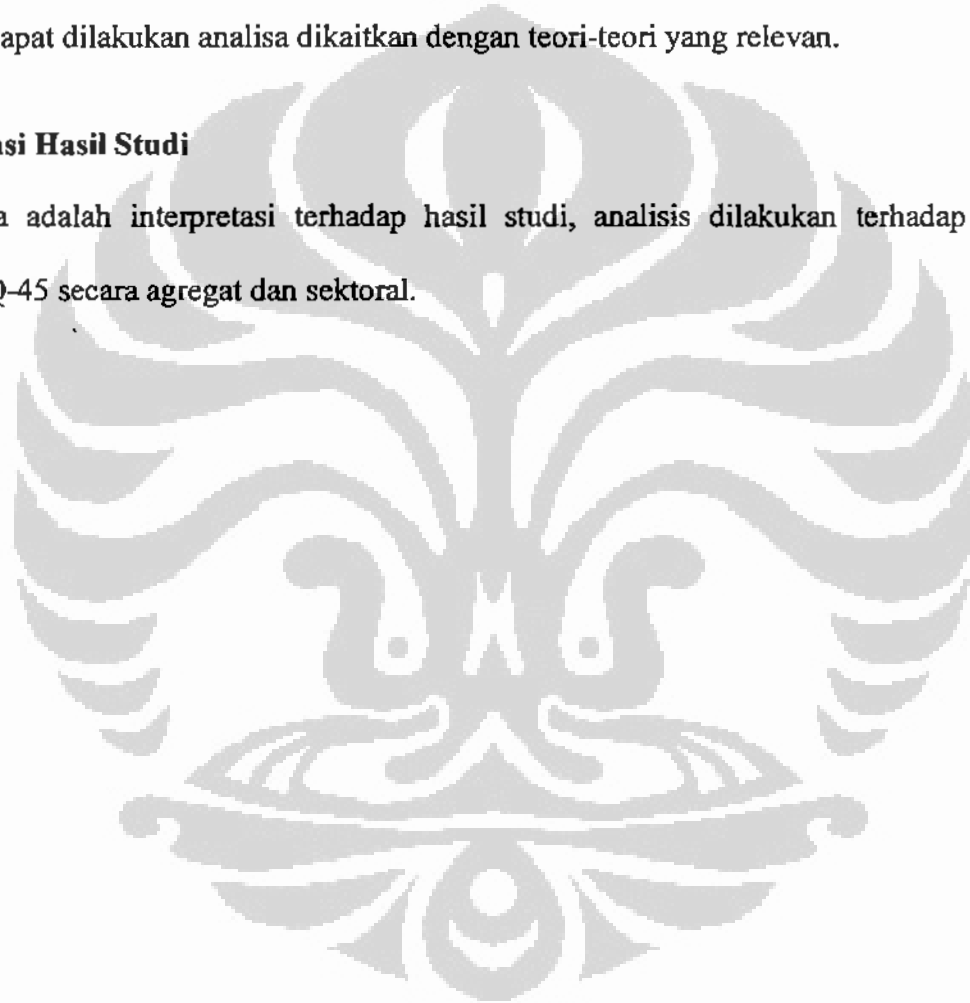 apat dilakukan analisa dikaitkan dengan teori-teori yang relevan.
asi Hasil Studi
a adalah interpretasi terhadap hasil studi, analisis dilakukan terhadap
Q-45 secara agregat dan sektoral.